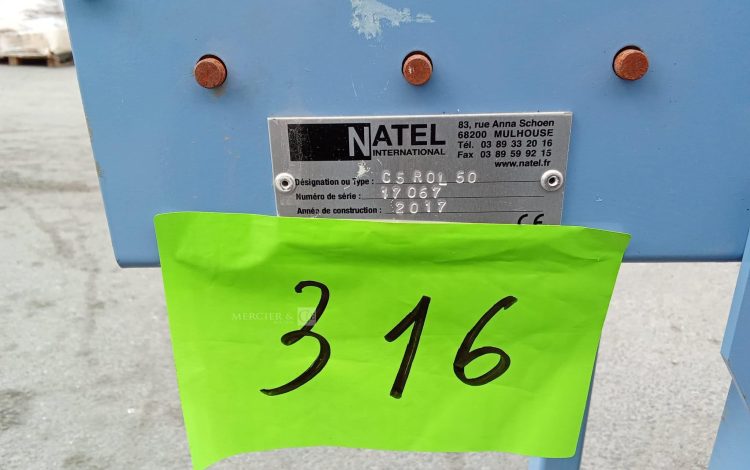 NATEL
INTERNATIONAL
83, rue Anna Schoen
68200 MULHOUSE
Tél. 03 89 33 20 16
Fax 03 89 59 92 15
www.natel.fr
Désignation ou Type : CS ROL 50
Numéro de série : 17067
Année de construction : 2017
CE
MERCIER &
316